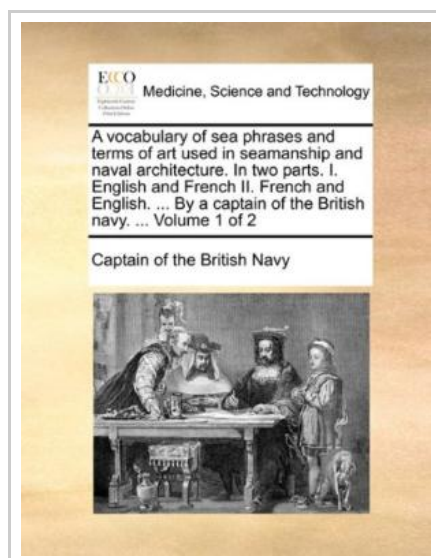 ECCO
Medicine, Science and Technology
A vocabulary of sea phrases and
terms of art used in seamanship and
naval architecture. In two parts. I.
English and French II. French and
English. ... By a captain of the British
navy. ... Volume 1 of 2
Captain of the British Navy